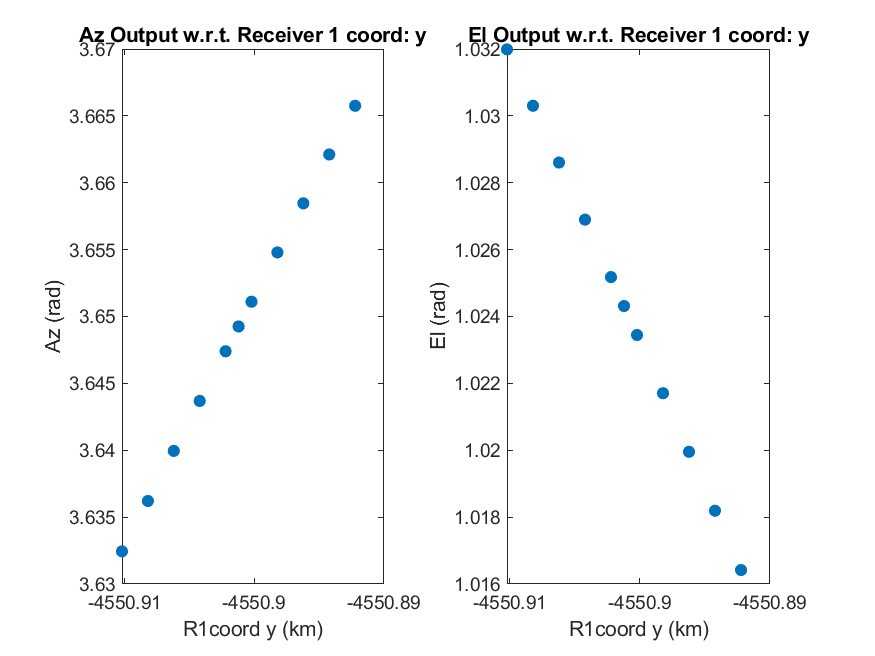 Az Output w.r.t. Receiver 1 coord: y
3.67
3.665
3.66
3.655
3.65
3.645
3.64
3.635
3.63
Az (rad)
-4550.91 -4550.9 -4550.89
R1coord y (km)
El Output w.r.t. Receiver 1 coord: y
1.032
1.03
1.028
1.026
1.024
1.022
1.02
1.018
1.016
El (rad)
-4550.91 -4550.9 -4550.89
R1coord y (km)